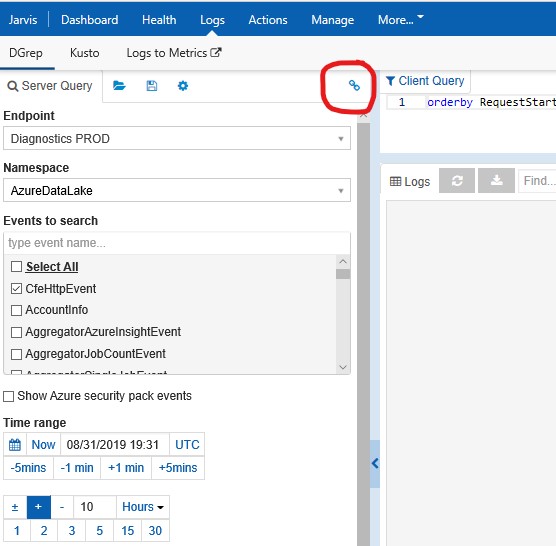 Jarvis Dashboard Health Logs Actions Manage More...
DGrep Kusto Logs to Metrics
Server Query
Endpoint
Diagnostics PROD
Namespace
AzureDataLake
Events to search
type event name...
Select All
CfeHttpEvent
AccountInfo
AggregatorAzureInsightEvent
AggregatorJobCountEvent
AggregatorSingleJobEvent
Show Azure security pack events
Time range
Now 08/31/2019 19:31 UTC
-5mins -1 min +1 min +5mins
± + - 10 Hours
1 2 3 5 15 30
Client Query
1 orderby RequestStart
Logs Find...